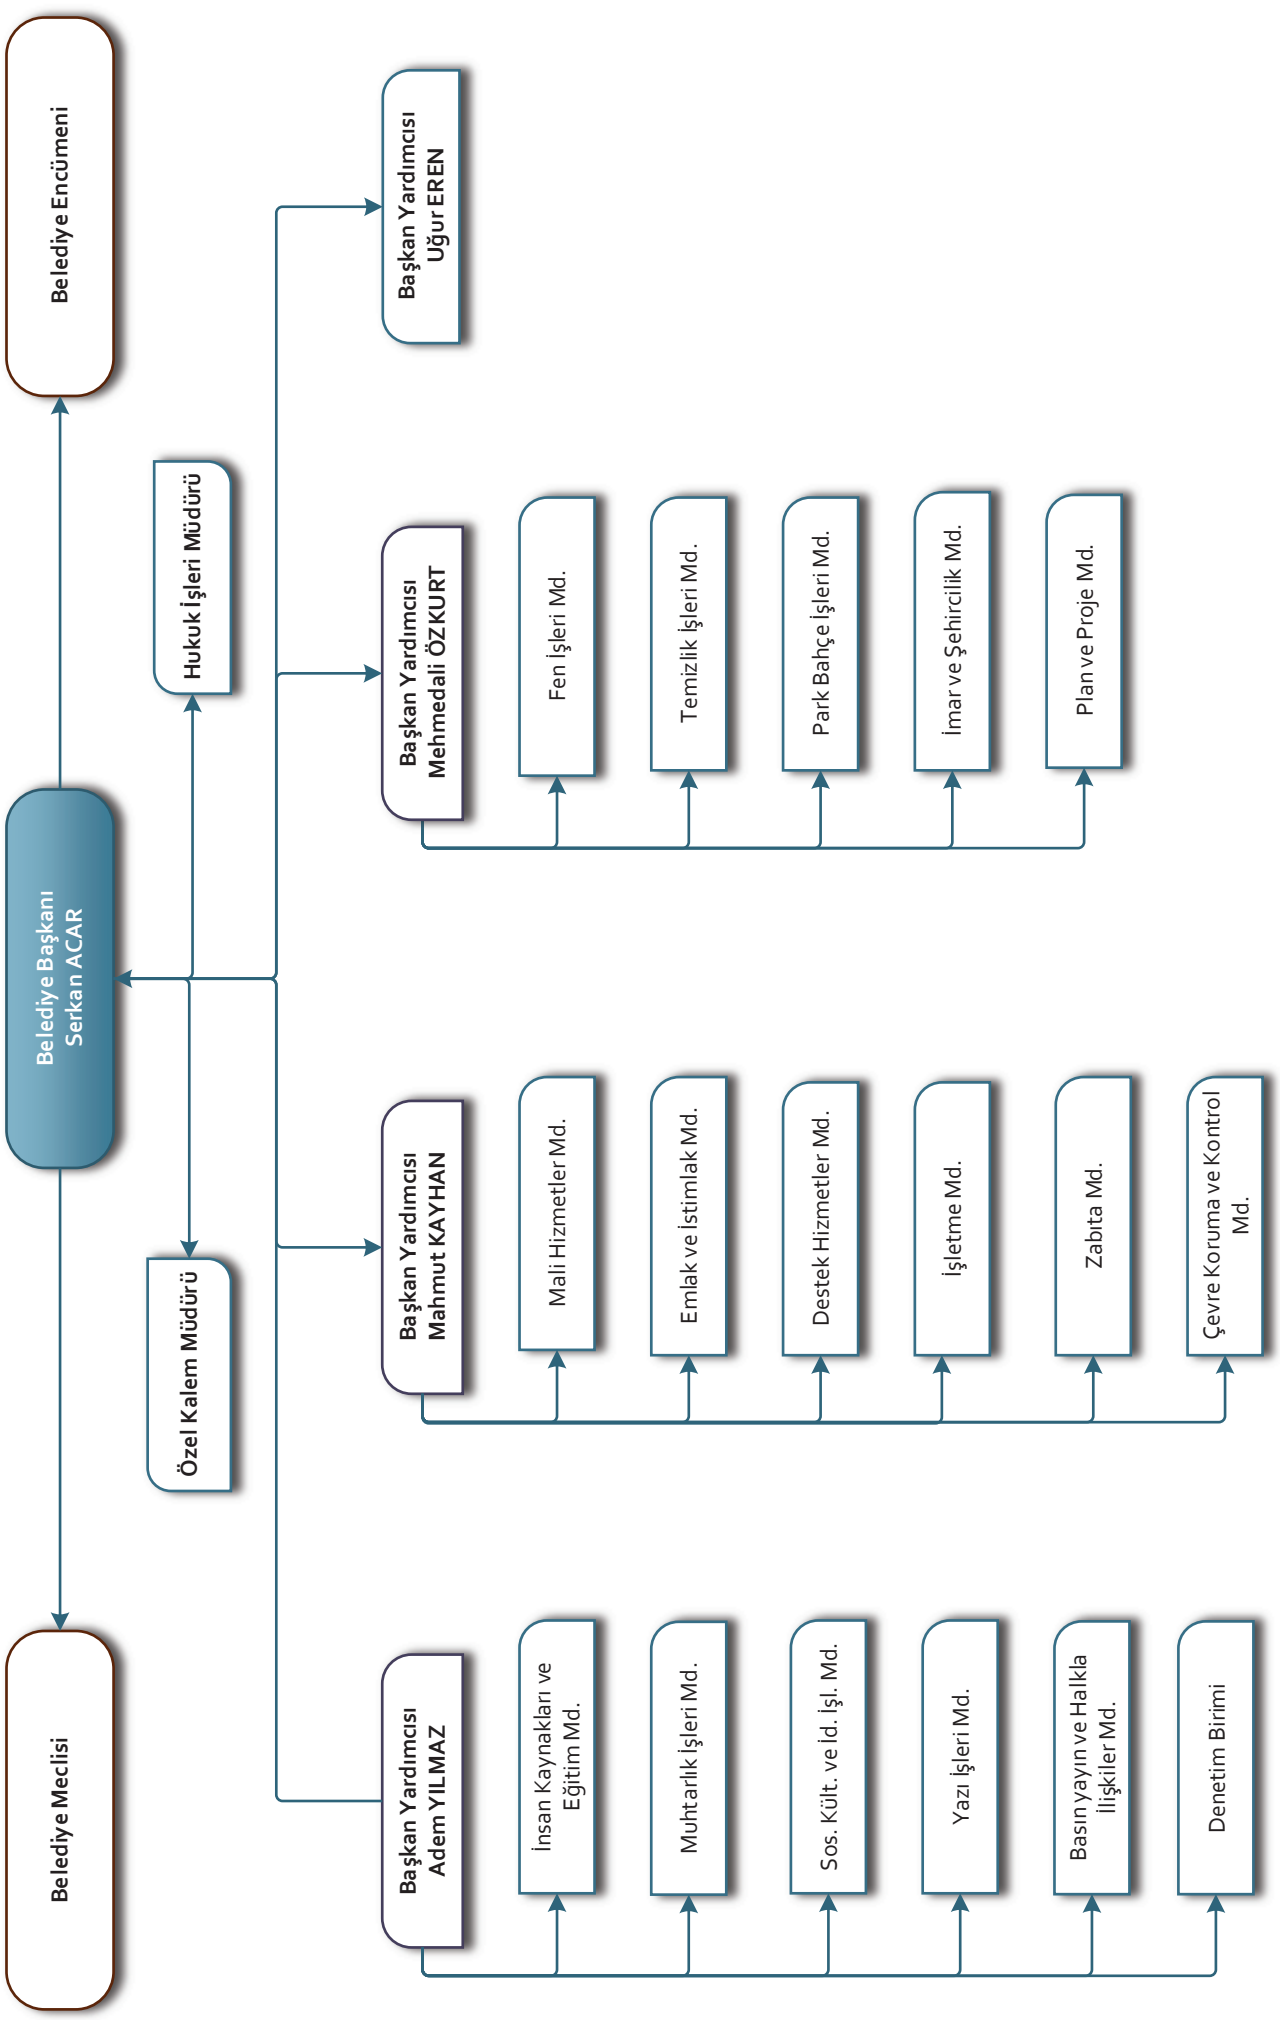 Belediye Meclisi
Belediye Başkanı
Serkan ACAR
Belediye Encümeni
Özel Kalem Müdürü
Hukuk İşleri Müdürü
Başkan Yardımcısı
Adem YILMAZ
Başkan Yardımcısı
Mahmut KAYHAN
Başkan Yardımcısı
Mehmedali ÖZKURT
Başkan Yardımcısı
Uğur EREN
İnsan Kaynakları ve
Eğitim Md.
Muhtarlık İşleri Md.
Sos. Kült. ve İd. İşl. Md.
Yazı İşleri Md.
Basın yayın ve Halkla
İlişkiler Md.
Denetim Birimi
Mali Hizmetler Md.
Emlak ve İstimlak Md.
Destek Hizmetler Md.
İşletme Md.
Zabıta Md.
Çevre Koruma ve Kontrol
Md.
Fen İşleri Md.
Temizlik İşleri Md.
Park Bahçe İşleri Md.
İmar ve Şehircilik Md.
Plan ve Proje Md.